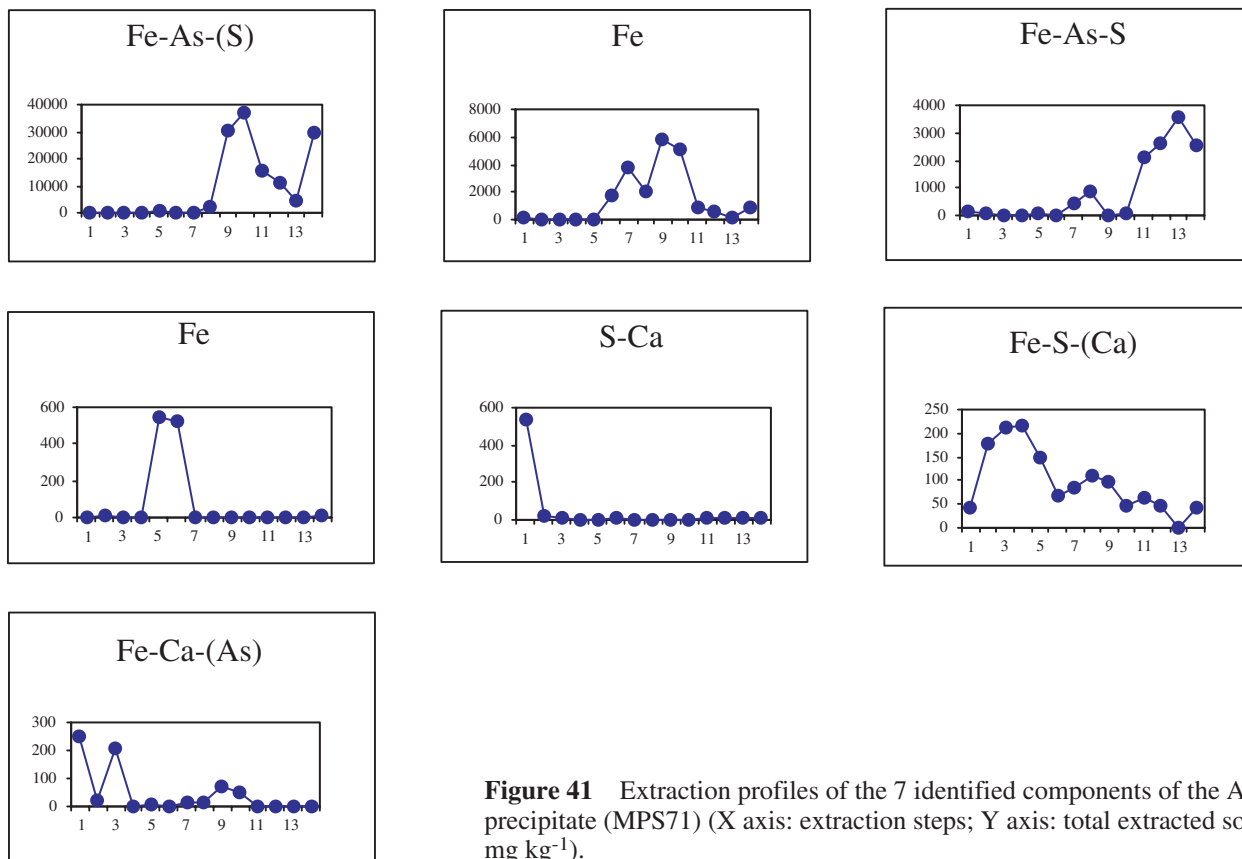 Fe-As-(S)
40000
30000
20000
10000
0
1 3 5 7 9 11 13
Fe
8000
6000
4000
2000
0
1 3 5 7 9 11 13
Fe-As-S
4000
3000
2000
1000
0
1 3 5 7 9 11 13
Fe
600
400
200
0
1 3 5 7 9 11 13
S-Ca
600
400
200
0
1 3 5 7 9 11 13
Fe-S-(Ca)
250
200
150
100
50
0
1 3 5 7 9 11 13
Fe-Ca-(As)
300
200
100
0
1 3 5 7 9 11 13
Figure 41 Extraction profiles of the 7 identified components of the A
precipitate (MPS71) (X axis: extraction steps; Y axis: total extracted so
mg kg-1).